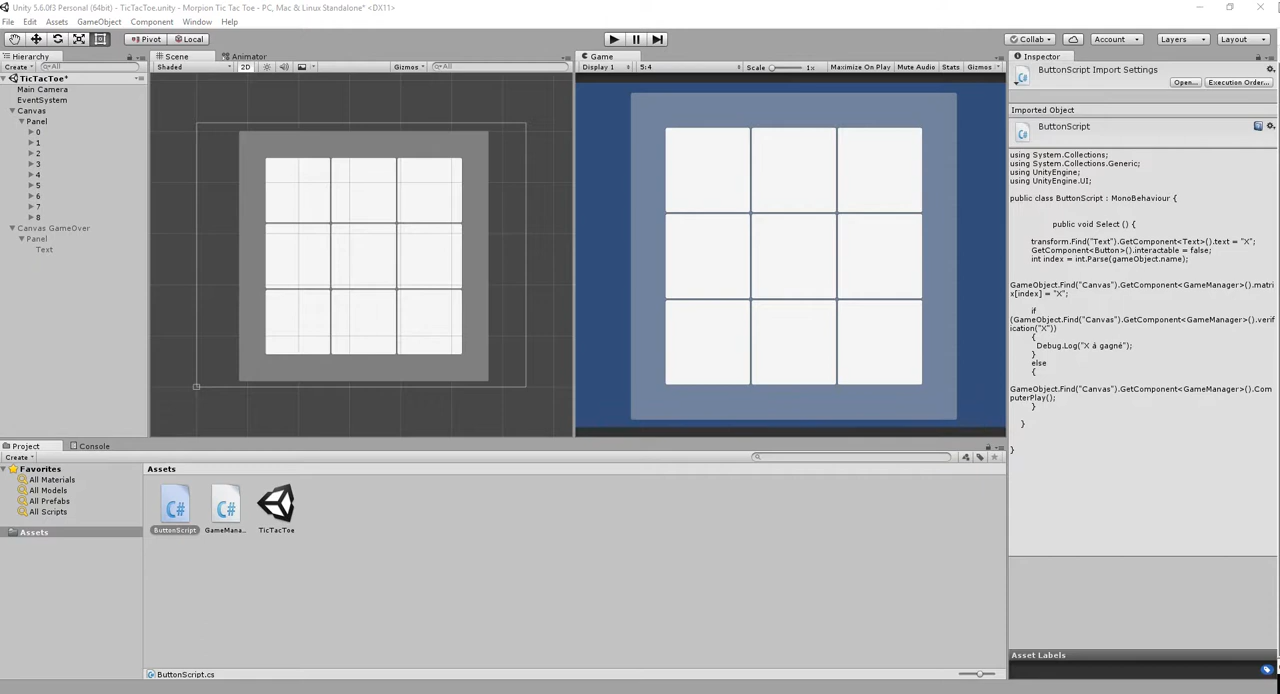 Unity 5.6.0f3 Personal (64bit) - TicTacToe.unity - Morpion Tic Tac Toe - PC, Mac & Linux Standalone* <DX11>
File Edit Assets GameObject Component Window Help
Pivot Local
Collab Account Layers Layout
Hierarchy
Create All
TicTacToe*
Main Camera
EventSystem
Canvas
Panel
0
1
2
3
4
5
6
7
8
Canvas GameOver
Panel
Text
Scene Animator
Shaded 2D Gizmos All
Game
Display 1 5:4 Scale 1x Maximize On Play Mute Audio Stats Gizmos
Inspector
ButtonScript Import Settings
Open... Execution Order...
Imported Object
ButtonScript
using System.Collections;
using System.Collections.Generic;
using UnityEngine;
using UnityEngine.UI;
public class ButtonScript : MonoBehaviour {
public void Select () {
transform.Find("Text").GetComponent<Text>().text = "X";
GetComponent<Button>().interactable = false;
int index = int.Parse(gameObject.name);
GameObject.Find("Canvas").GetComponent<GameManager>().matri
x[index] = "X";
if
(GameObject.Find("Canvas").GetComponent<GameManager>().verif
ication("X"))
{
Debug.Log("X à gagné");
}
else
{
GameObject.Find("Canvas").GetComponent<GameManager>().Com
puterPlay();
}
}
}
Project Console
Create
Favorites
All Materials
All Models
All Prefabs
All Scripts
Assets
Assets
ButtonScript GameMana... TicTacToe
ButtonScript.cs
Asset Labels